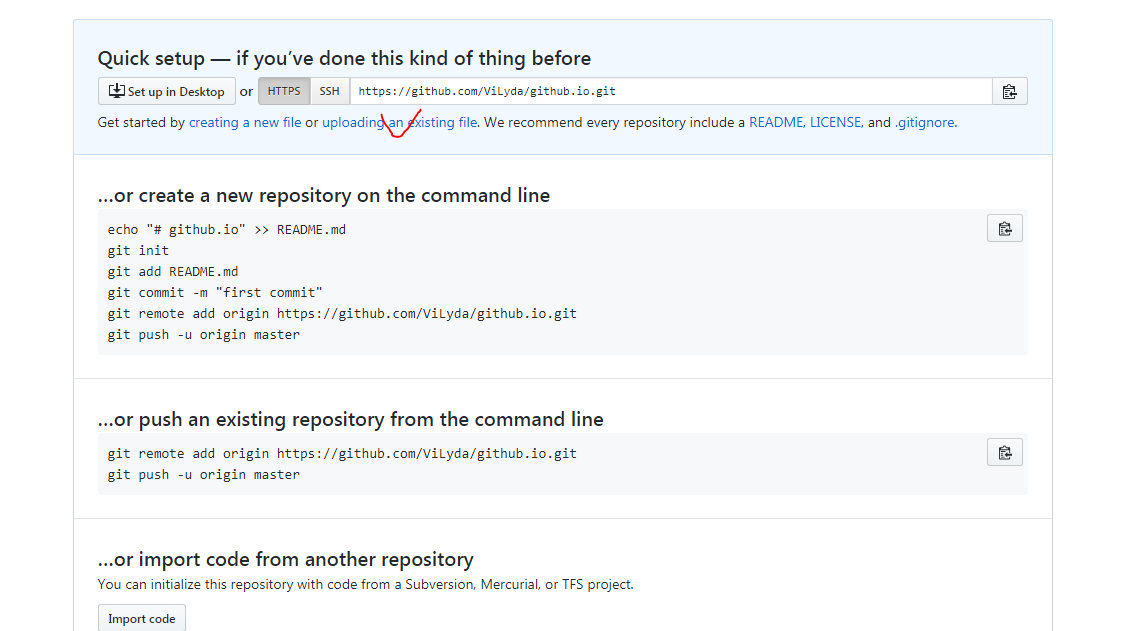 Quick setup — if you’ve done this kind of thing before
Set up in Desktop or HTTPS SSH https://github.com/ViLyda/github.io.git
Get started by creating a new file or uploading an existing file. We recommend every repository include a README, LICENSE, and .gitignore.
…or create a new repository on the command line
echo "# github.io" >> README.md
git init
git add README.md
git commit -m "first commit"
git remote add origin https://github.com/ViLyda/github.io.git
git push -u origin master
…or push an existing repository from the command line
git remote add origin https://github.com/ViLyda/github.io.git
git push -u origin master
…or import code from another repository
You can initialize this repository with code from a Subversion, Mercurial, or TFS project.
Import code